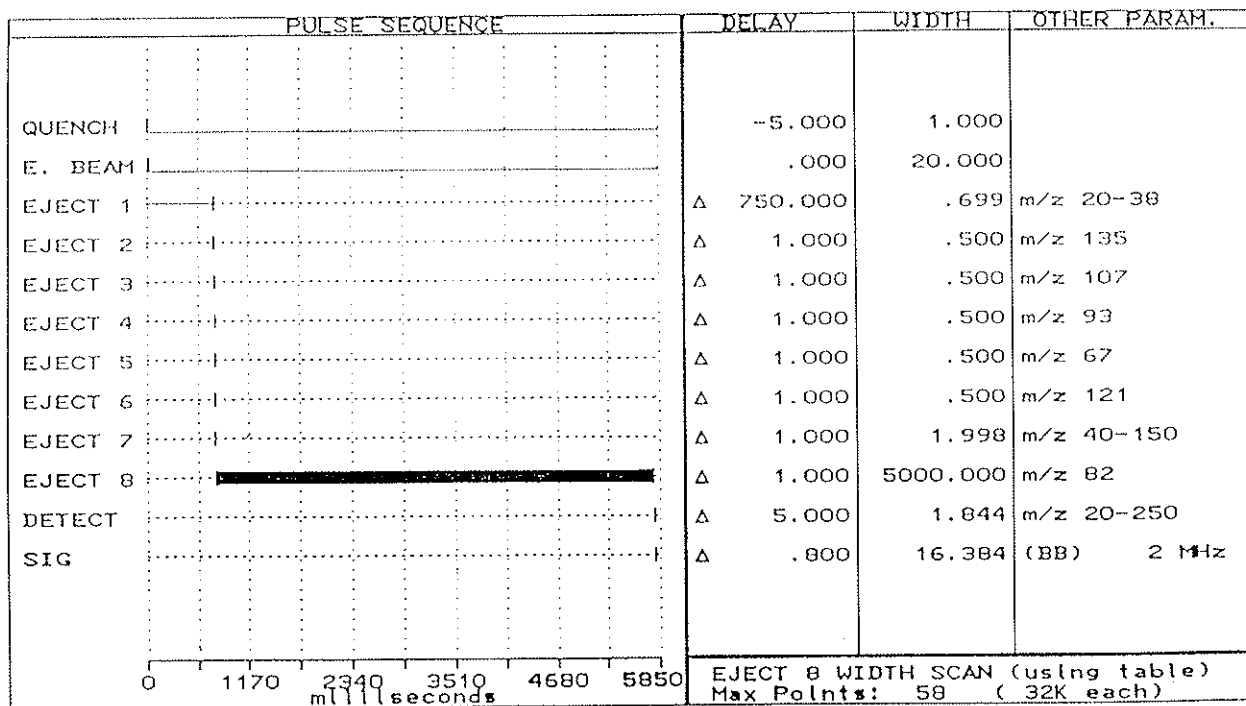 PULSE SEQUENCE DELAY WIDTH OTHER PARAM.
QUENCH -5.000 1.000
E. BEAM .000 20.000
EJECT 1 Δ 750.000 .699 m/z 20-38
EJECT 2 Δ 1.000 .500 m/z 135
EJECT 3 Δ 1.000 .500 m/z 107
EJECT 4 Δ 1.000 .500 m/z 93
EJECT 5 Δ 1.000 .500 m/z 67
EJECT 6 Δ 1.000 .500 m/z 121
EJECT 7 Δ 1.000 1.998 m/z 40-150
EJECT 8 Δ 1.000 5000.000 m/z 82
DETECT Δ 5.000 1.844 m/z 20-250
SIG Δ .800 16.384 (BB) 2 MHz
0 1170 2340 3510 4680 5850
milliseconds
EJECT 8 WIDTH SCAN (using table)
Max Points: 58 ( 32K each)